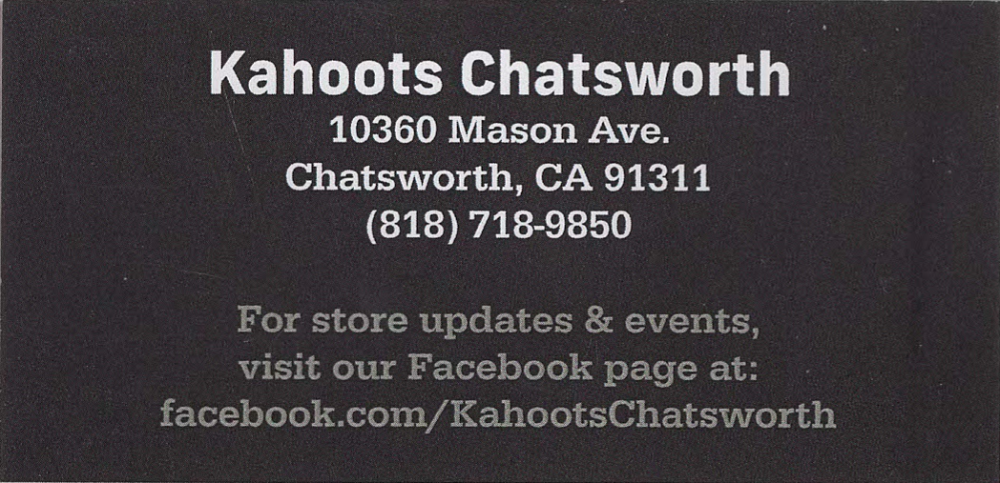 Kahoots Chatsworth
10360 Mason Ave.
Chatsworth, CA 91311
(818) 718-9850
For store updates & events,
visit our Facebook page at:
facebook.com/KahootsChatsworth